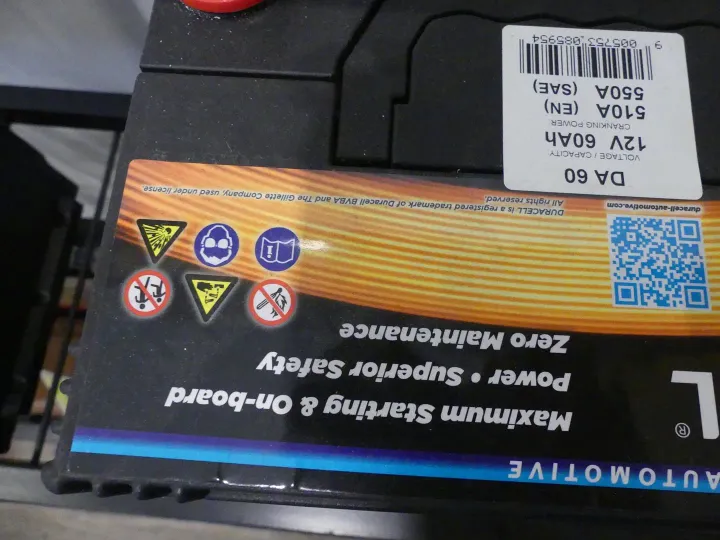 AUTOMOTIVE
L®
Maximum Starting & On-board
Power • Superior Safety
Zero Maintenance
DURACELL is a registered trademark of Duracell BVBA and The Gillette Company, used under license.
All rights reserved.
duracell-automotive.com
DA 60
VOLTAGE / CAPACITY
12V 60Ah
CRANKING POWER
510A (EN)
550A (SAE)
9 005753 085954